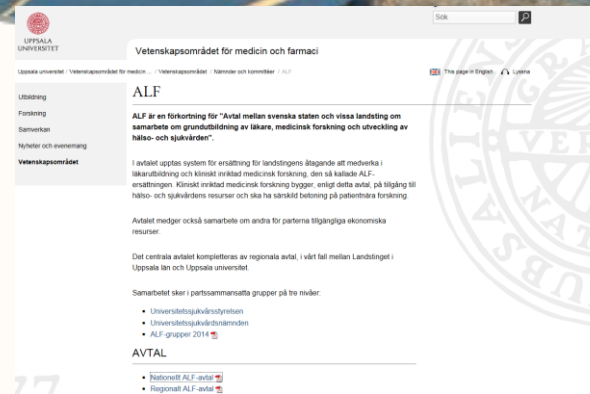 Sök
UPPSALA
UNIVERSITET
Vetenskapsområdet för medicin och farmaci
Uppsala universitet / Vetenskapsområdet för medicin ... / Vetenskapsområdet / Nämnder och kommittéer / ALF
This page in English Lyssna
Utbildning
Forskning
Samverkan
Nyheter och evenemang
Vetenskapsområdet
ALF
ALF är en förkortning för "Avtal mellan svenska staten och vissa landsting om
samarbete om grundutbildning av läkare, medicinsk forskning och utveckling av
hälso- och sjukvården".
I avtalet upptas system för ersättning för landstingens åtagande att medverka i
läkarutbildning och kliniskt inriktad medicinsk forskning, den så kallade ALF-
ersättningen. Kliniskt inriktad medicinsk forskning bygger, enligt detta avtal, på tillgång till
hälso- och sjukvårdens resurser och ska ha särskild betoning på patientnära forskning.
Avtalet medger också samarbete om andra för parterna tillgängliga ekonomiska
resurser.
Det centrala avtalet kompletteras av regionala avtal, i vårt fall mellan Landstinget i
Uppsala län och Uppsala universitet.
Samarbetet sker i partssammansatta grupper på tre nivåer:
• Universitetssjukvårsstyrelsen
• Universitetssjukvårdsnämnden
• ALF-grupper 2014
AVTAL
• Nationellt ALF-avtal
• Regionalt ALF-avtal
77